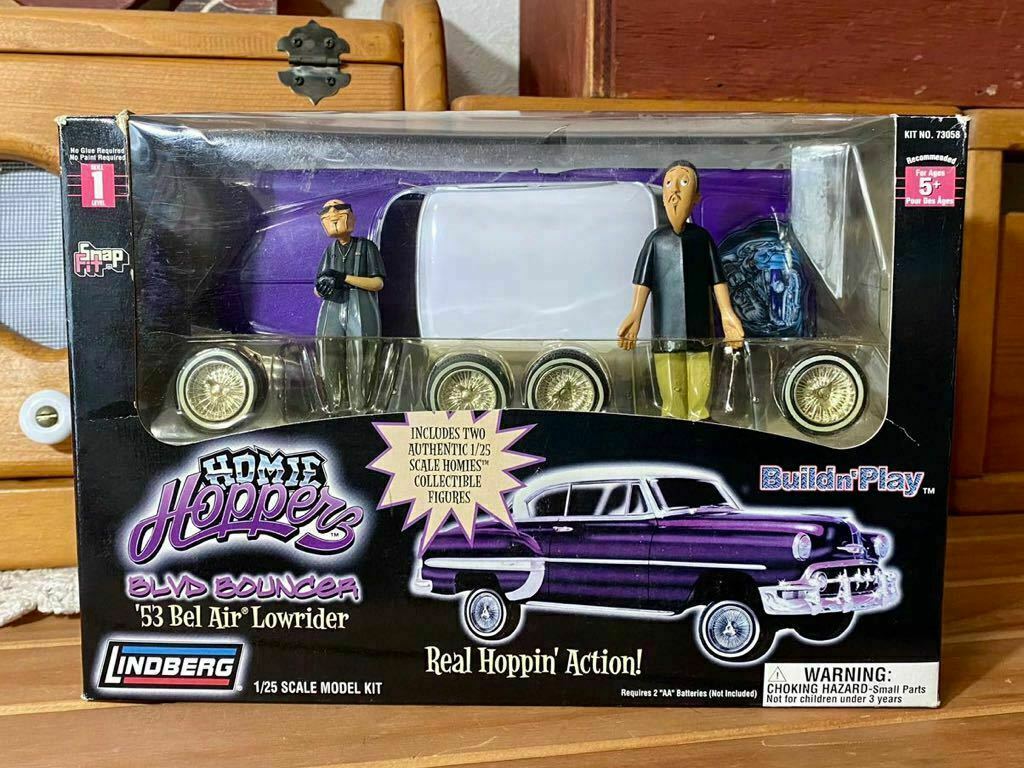 No Glue Required
No Paint Required
SKILL
1
LEVEL
Snap
Fit
KIT NO. 73058
Recommended
For Ages
5+
Pour Des Ages
INCLUDES TWO
AUTHENTIC 1/25
SCALE HOMIES™
COLLECTIBLE
FIGURES
HOMIE
Hoppers™
BLVD BOUNCER
'53 Bel Air® Lowrider
Build n' Play™
LINDBERG®
1/25 SCALE MODEL KIT
Real Hoppin' Action!
Requires 2 "AA" Batteries (Not Included)
⚠ WARNING:
CHOKING HAZARD-Small Parts
Not for children under 3 years